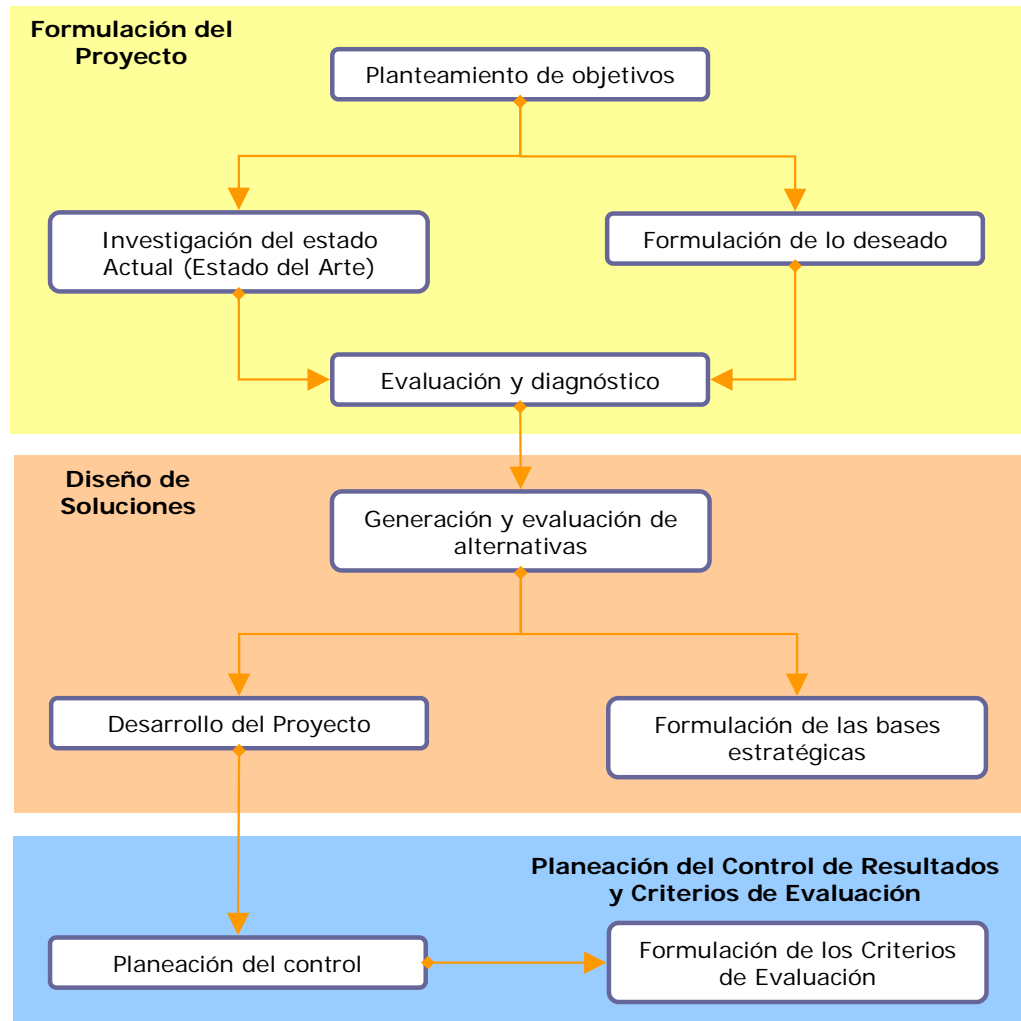 Formulación del
Proyecto
Planteamiento de objetivos
Investigación del estado
Actual (Estado del Arte)
Formulación de lo deseado
Evaluación y diagnóstico
Diseño de
Soluciones
Generación y evaluación de
alternativas
Desarrollo del Proyecto
Formulación de las bases
estratégicas
Planeación del Control de Resultados
y Criterios de Evaluación
Planeación del control
Formulación de los Criterios
de Evaluación